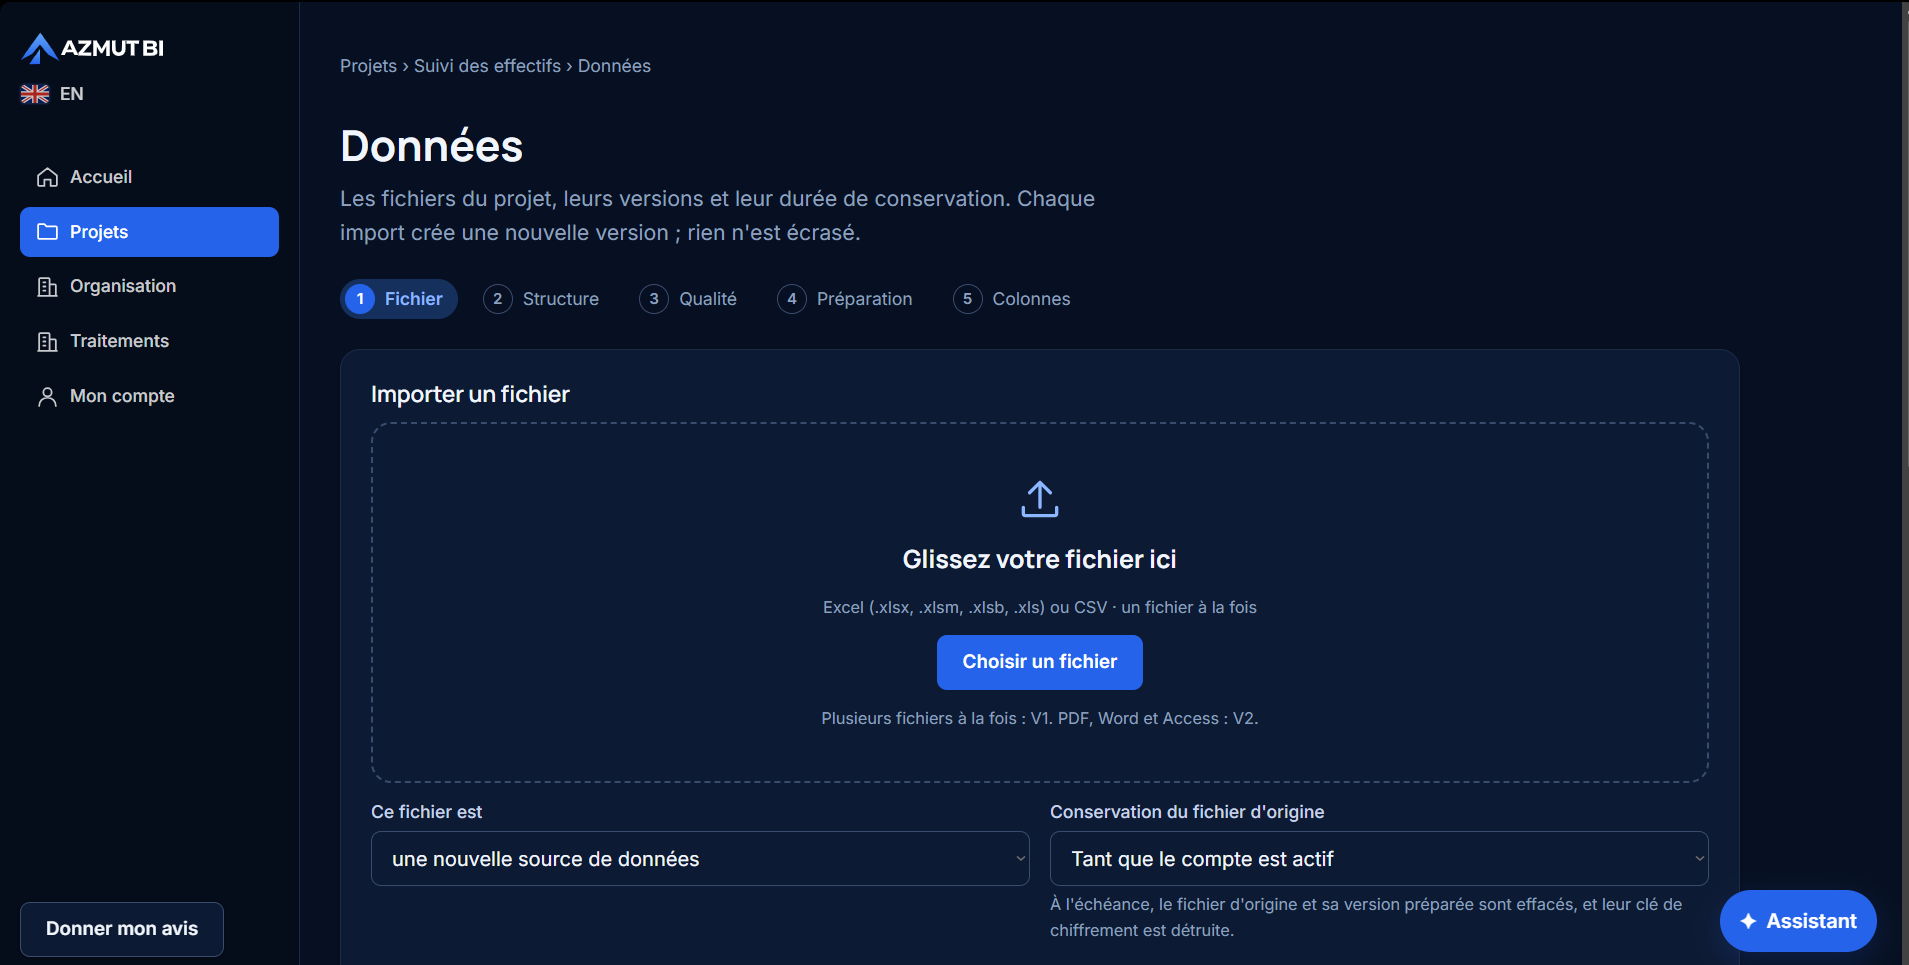 AZMUT BI
EN
Accueil
Projets
Organisation
Traitements
Mon compte
Donner mon avis
Projets › Suivi des effectifs › Données
Données
Les fichiers du projet, leurs versions et leur durée de conservation. Chaque
import crée une nouvelle version ; rien n'est écrasé.
1 Fichier
2 Structure
3 Qualité
4 Préparation
5 Colonnes
Importer un fichier
Glissez votre fichier ici
Excel (.xlsx, .xlsm, .xlsb, .xls) ou CSV · un fichier à la fois
Choisir un fichier
Plusieurs fichiers à la fois : V1. PDF, Word et Access : V2.
Ce fichier est
une nouvelle source de données
Conservation du fichier d'origine
Tant que le compte est actif
À l'échéance, le fichier d'origine et sa version préparée sont effacés, et leur clé de
chiffrement est détruite.
Assistant